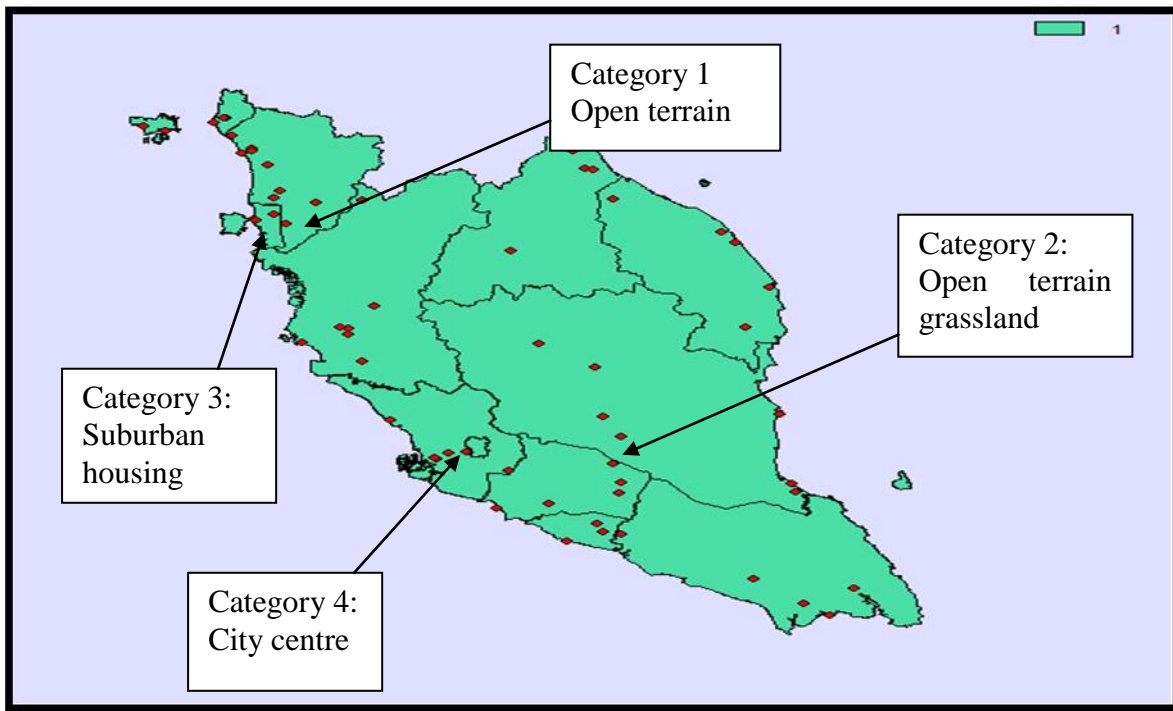 1
Category 1
Open terrain
Category 2:
Open terrain
grassland
Category 3:
Suburban
housing
Category 4:
City centre